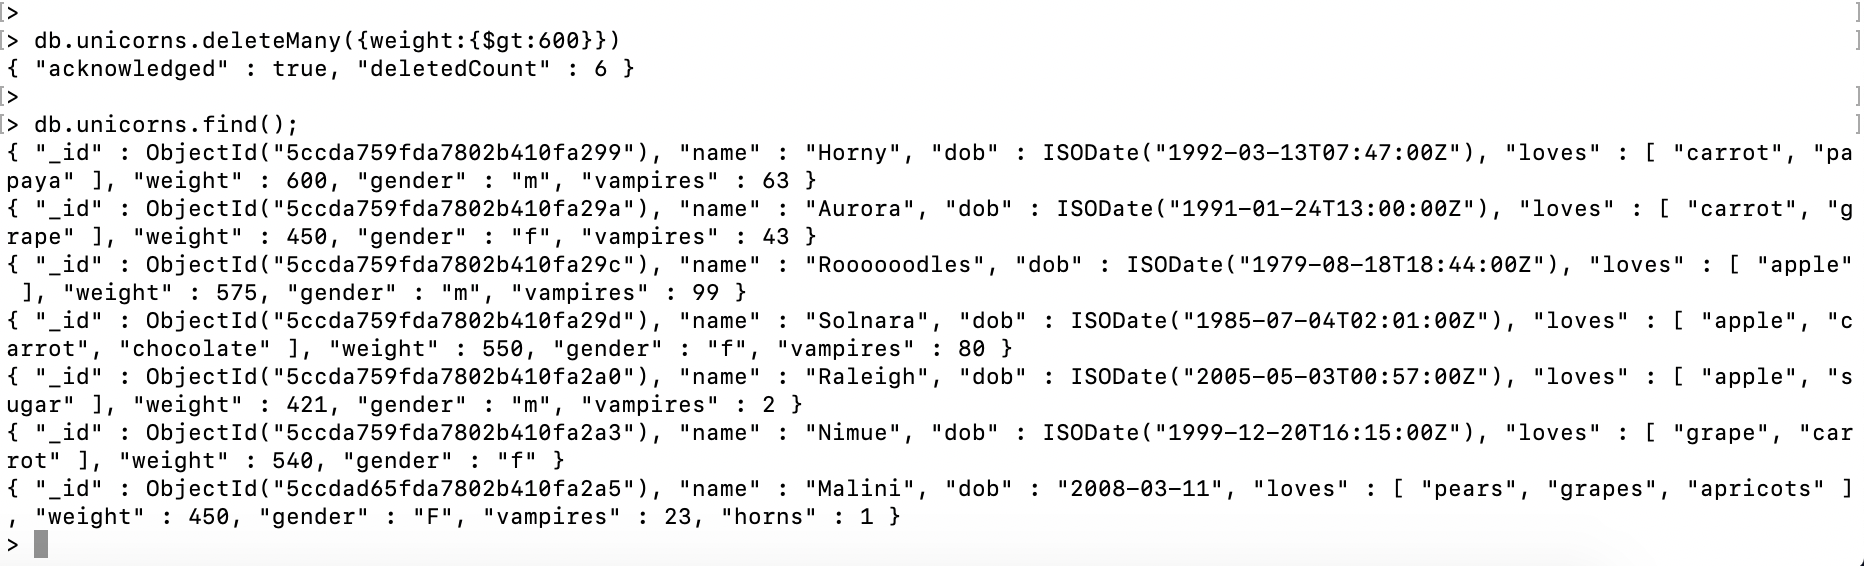 [>                                                                                                                                  ]
[> db.unicorns.deleteMany({weight:{$gt:600}})                                                                                       ]
{ "acknowledged" : true, "deletedCount" : 6 }
[>                                                                                                                                  ]
[> db.unicorns.find();                                                                                                              ]
{ "_id" : ObjectId("5ccda759fda7802b410fa299"), "name" : "Horny", "dob" : ISODate("1992-03-13T07:47:00Z"), "loves" : [ "carrot", "pa
paya" ], "weight" : 600, "gender" : "m", "vampires" : 63 }
{ "_id" : ObjectId("5ccda759fda7802b410fa29a"), "name" : "Aurora", "dob" : ISODate("1991-01-24T13:00:00Z"), "loves" : [ "carrot", "g
rape" ], "weight" : 450, "gender" : "f", "vampires" : 43 }
{ "_id" : ObjectId("5ccda759fda7802b410fa29c"), "name" : "Roooooodles", "dob" : ISODate("1979-08-18T18:44:00Z"), "loves" : [ "apple"
 ], "weight" : 575, "gender" : "m", "vampires" : 99 }
{ "_id" : ObjectId("5ccda759fda7802b410fa29d"), "name" : "Solnara", "dob" : ISODate("1985-07-04T02:01:00Z"), "loves" : [ "apple", "c
arrot", "chocolate" ], "weight" : 550, "gender" : "f", "vampires" : 80 }
{ "_id" : ObjectId("5ccda759fda7802b410fa2a0"), "name" : "Raleigh", "dob" : ISODate("2005-05-03T00:57:00Z"), "loves" : [ "apple", "s
ugar" ], "weight" : 421, "gender" : "m", "vampires" : 2 }
{ "_id" : ObjectId("5ccda759fda7802b410fa2a3"), "name" : "Nimue", "dob" : ISODate("1999-12-20T16:15:00Z"), "loves" : [ "grape", "car
rot" ], "weight" : 540, "gender" : "f" }
{ "_id" : ObjectId("5ccdad65fda7802b410fa2a5"), "name" : "Malini", "dob" : "2008-03-11", "loves" : [ "pears", "grapes", "apricots" ]
, "weight" : 450, "gender" : "F", "vampires" : 23, "horns" : 1 }
>